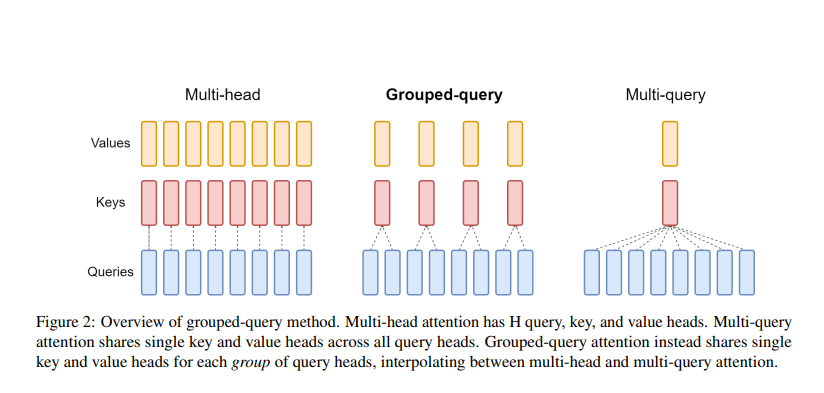 Multi-head
Grouped-query
Multi-query
Values
Keys
Queries
Figure 2: Overview of grouped-query method. Multi-head attention has H query, key, and value heads. Multi-query
attention shares single key and value heads across all query heads. Grouped-query attention instead shares single
key and value heads for each group of query heads, interpolating between multi-head and multi-query attention.